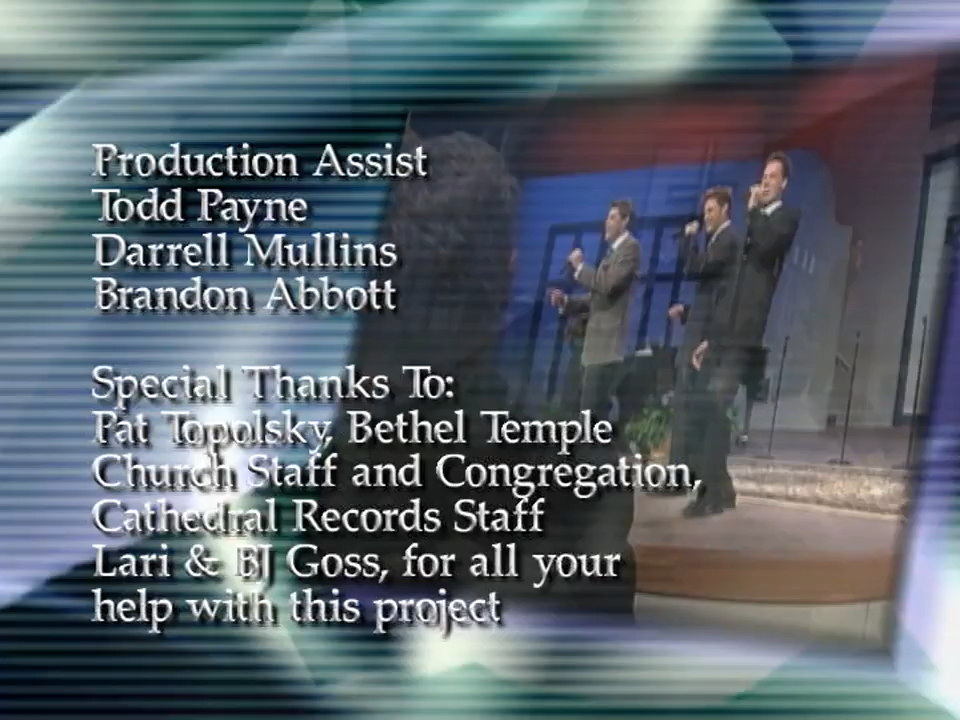 Production Assist
Todd Payne
Darrell Mullins
Brandon Abbott
Special Thanks To:
Pat Topolsky, Bethel Temple
Church Staff and Congregation,
Cathedral Records Staff
Lari & BJ Goss, for all your
help with this project